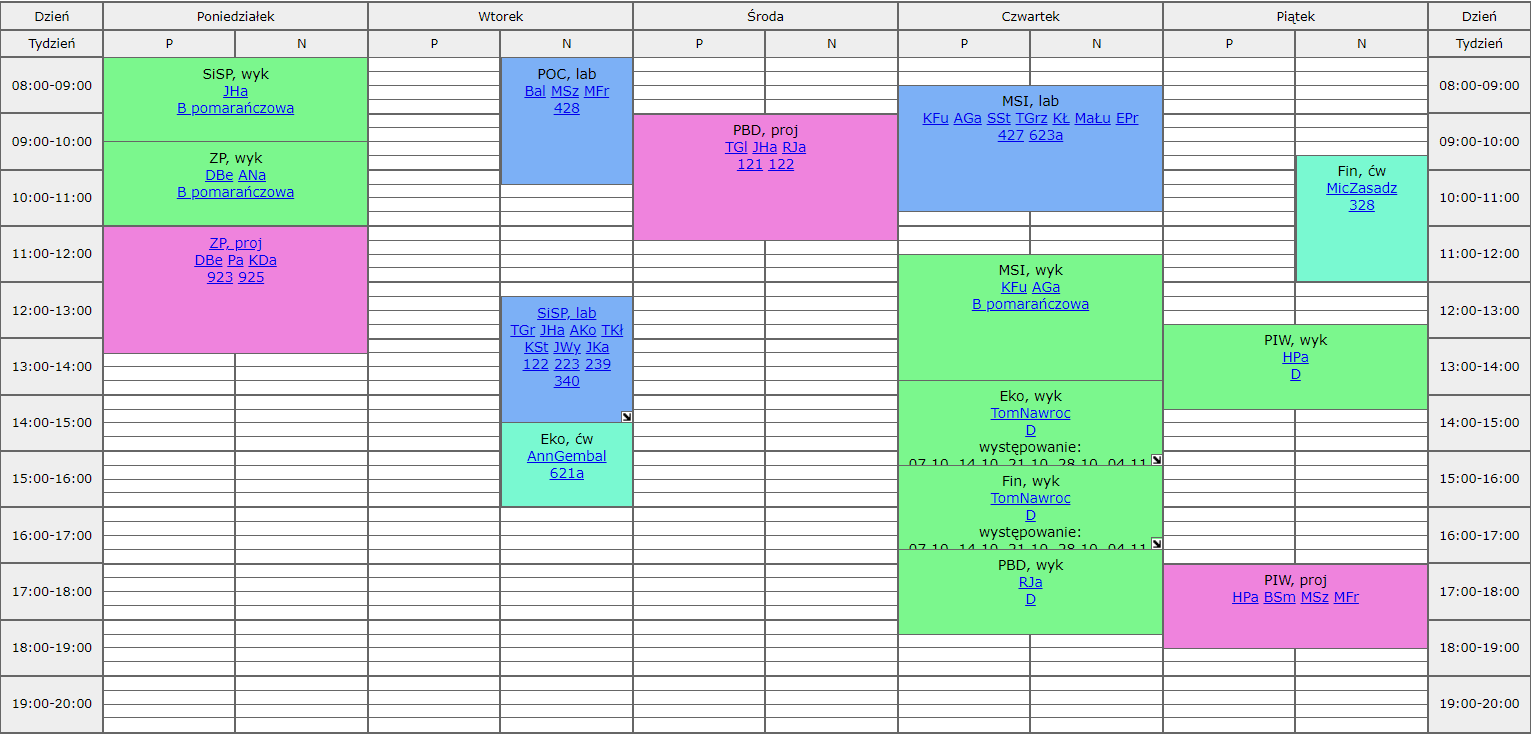 Dzień Poniedziałek Wtorek Środa Czwartek Piątek Dzień
Tydzień P N P N P N P N P N Tydzień
08:00-09:00
09:00-10:00
10:00-11:00
11:00-12:00
12:00-13:00
13:00-14:00
14:00-15:00
15:00-16:00
16:00-17:00
17:00-18:00
18:00-19:00
19:00-20:00
SiSP, wyk
JHa
B pomarańczowa
ZP, wyk
DBe ANa
B pomarańczowa
ZP, proj
DBe Pa KDa
923 925
POC, lab
Bal MSz MFr
428
SiSP, lab
TGr JHa AKo TKł
KSt JWy JKa
122 223 239
340
Eko, ćw
AnnGembal
621a
PBD, proj
TGl JHa RJa
121 122
MSI, lab
KFu AGa SSt TGrz KŁ MaŁu EPr
427 623a
MSI, wyk
KFu AGa
B pomarańczowa
Eko, wyk
TomNawroc
D
występowanie:
07.10, 14.10, 21.10, 28.10, 04.11
Fin, wyk
TomNawroc
D
występowanie:
07.10, 14.10, 21.10, 28.10, 04.11
PBD, wyk
RJa
D
Fin, ćw
MicZasadz
328
PIW, wyk
HPa
D
PIW, proj
HPa BSm MSz MFr
08:00-09:00
09:00-10:00
10:00-11:00
11:00-12:00
12:00-13:00
13:00-14:00
14:00-15:00
15:00-16:00
16:00-17:00
17:00-18:00
18:00-19:00
19:00-20:00